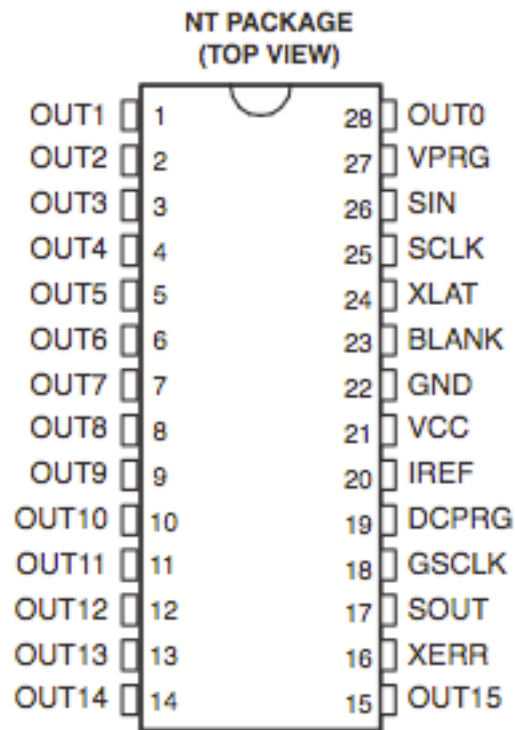 NT PACKAGE
(TOP VIEW)
OUT1 1 28 OUT0
OUT2 2 27 VPRG
OUT3 3 26 SIN
OUT4 4 25 SCLK
OUT5 5 24 XLAT
OUT6 6 23 BLANK
OUT7 7 22 GND
OUT8 8 21 VCC
OUT9 9 20 IREF
OUT10 10 19 DCPRG
OUT11 11 18 GSCLK
OUT12 12 17 SOUT
OUT13 13 16 XERR
OUT14 14 15 OUT15